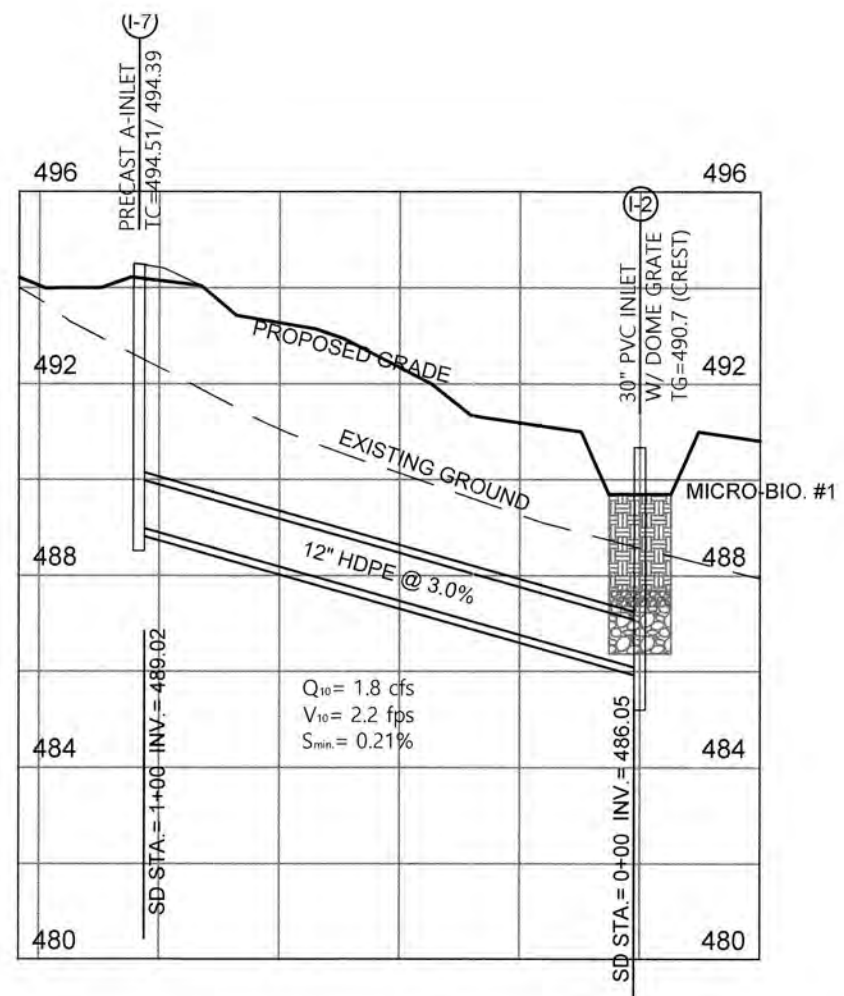 I-7
PRECAST A-INLET
TC=494.51/ 494.39
496
496
I-2
30" PVC INLET
W/ DOME GRATE
TG=490.7 (CREST)
PROPOSED GRADE
492
492
EXISTING GROUND
MICRO-BIO. #1
488
488
12" HDPE @ 3.0%
SD STA.= 1+00 INV.= 489.02
Q10= 1.8 cfs
V10= 2.2 fps
Smin.= 0.21%
SD STA.= 0+00 INV.= 486.05
484
484
480
480